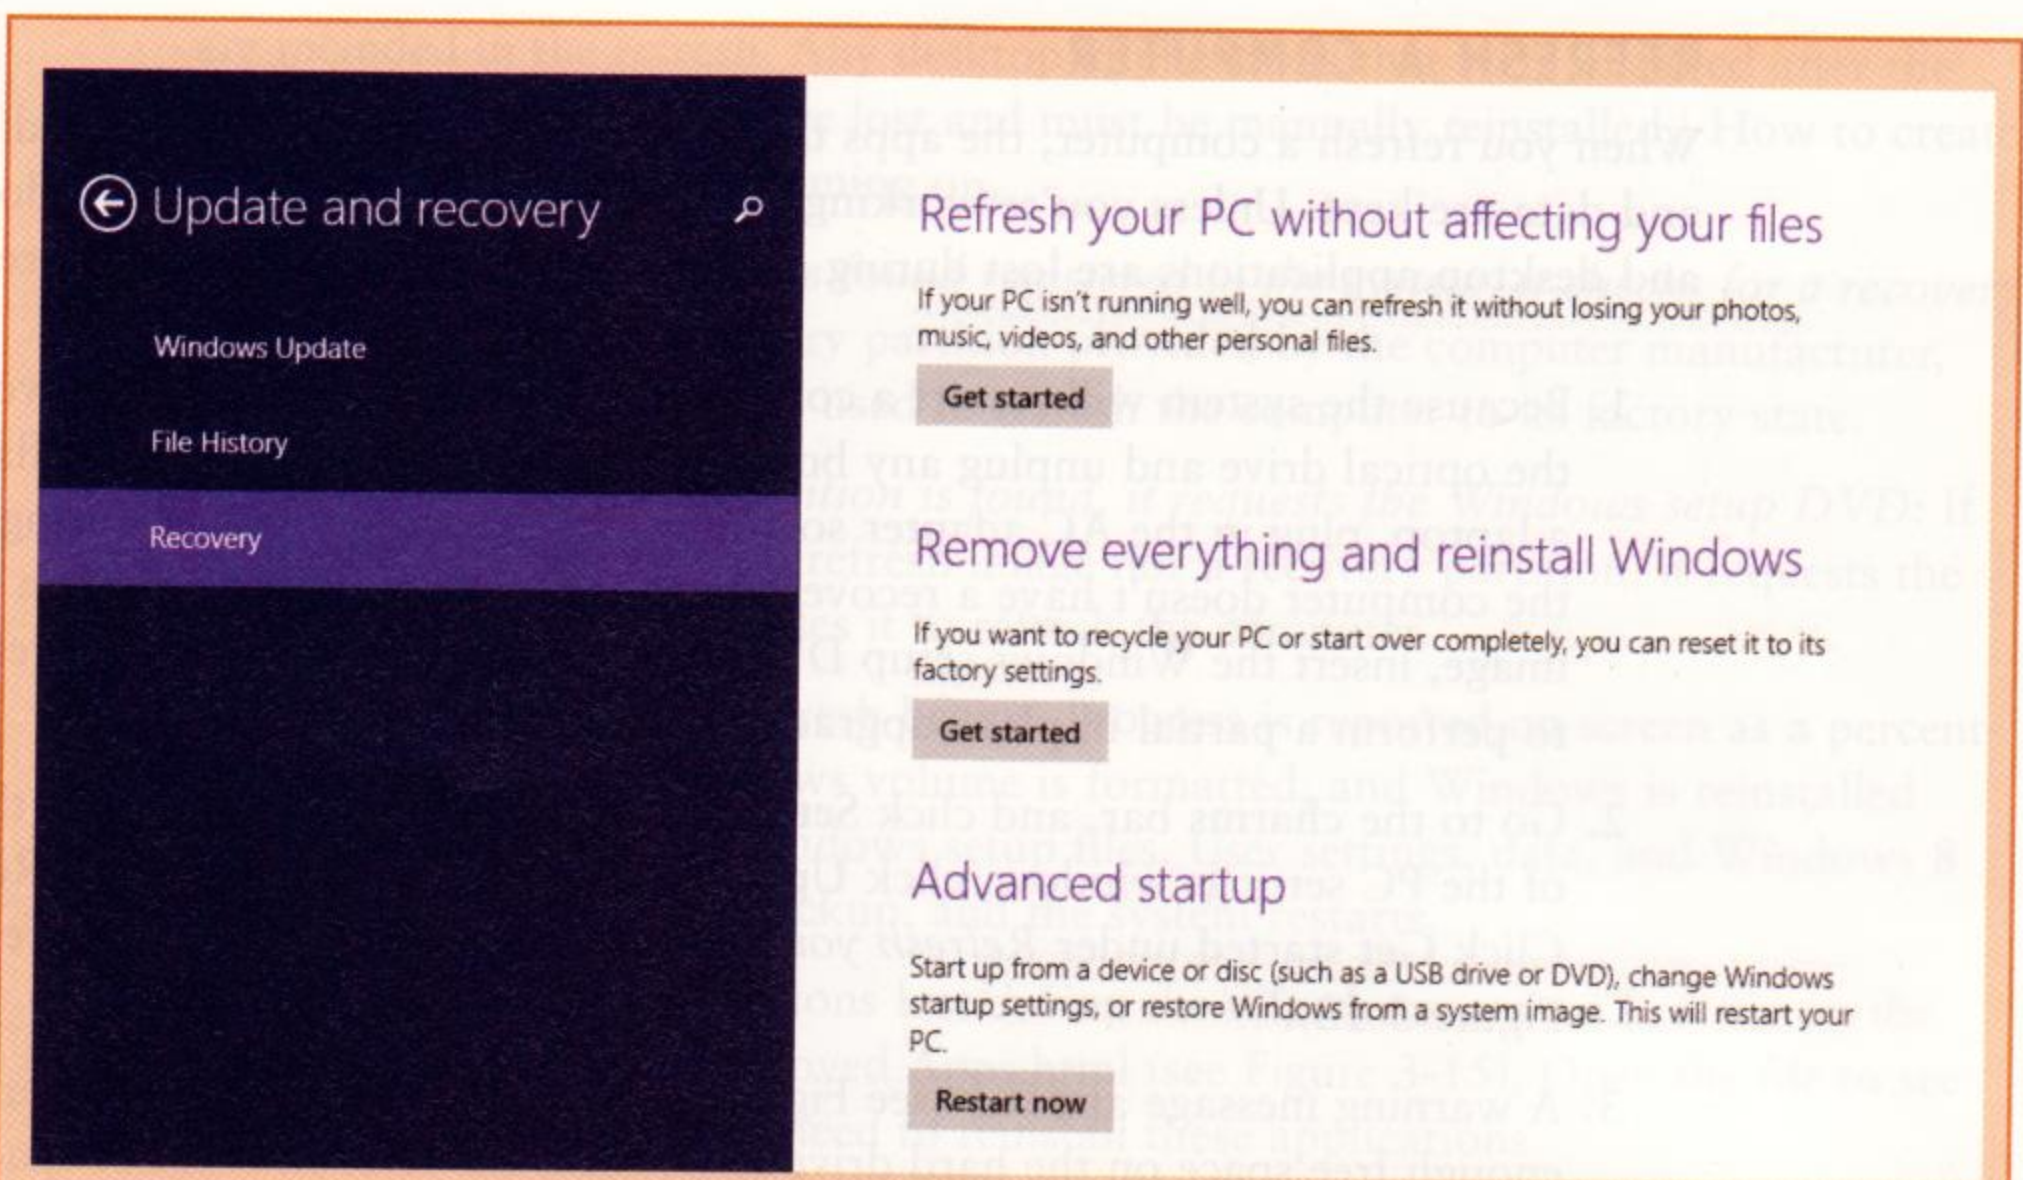 Update and recovery
Windows Update
File History
Recovery
Refresh your PC without affecting your files
If your PC isn't running well, you can refresh it without losing your photos,
music, videos, and other personal files.
Get started
Remove everything and reinstall Windows
If you want to recycle your PC or start over completely, you can reset it to its
factory settings.
Get started
Advanced startup
Start up from a device or disc (such as a USB drive or DVD), change Windows
startup settings, or restore Windows from a system image. This will restart your
PC.
Restart now